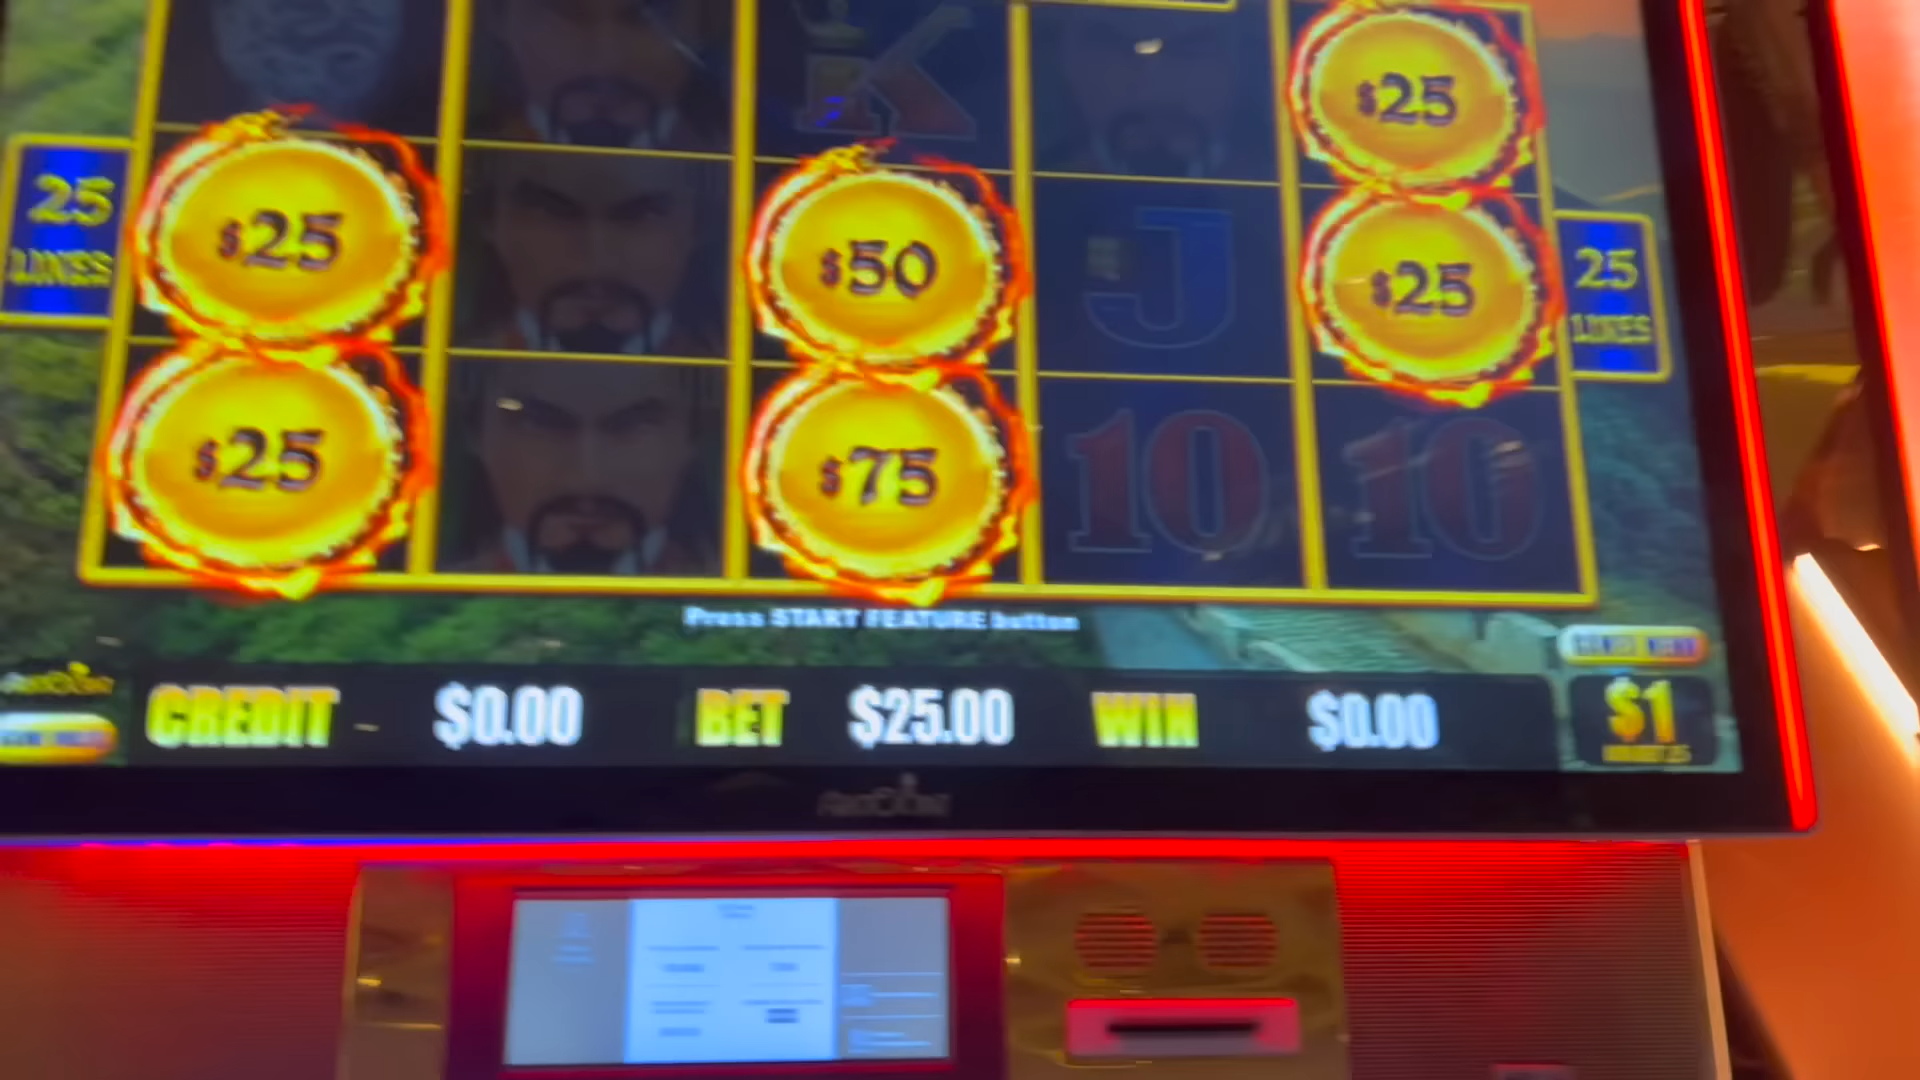 K
$25
$25
$50
J
$25
25
LINES
25
LINES
$25
$75
10
10
Press START FEATURE button
CREDIT
$0.00
BET
$25.00
WIN
$0.00
$1